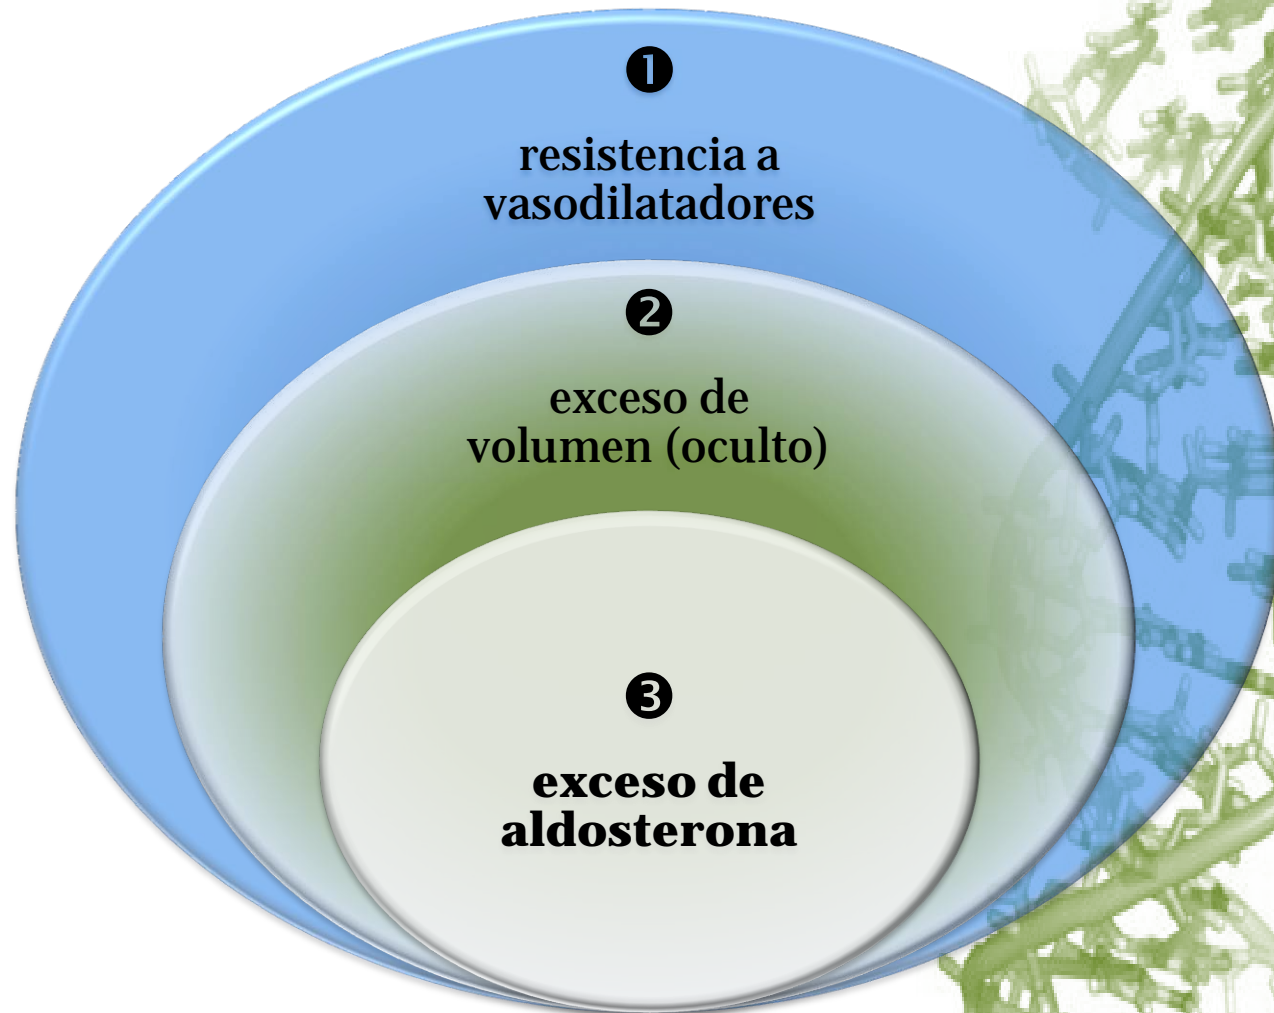 ❶
resistencia a
vasodilatadores
❷
exceso de
volumen (oculto)
❸
exceso de
aldosterona